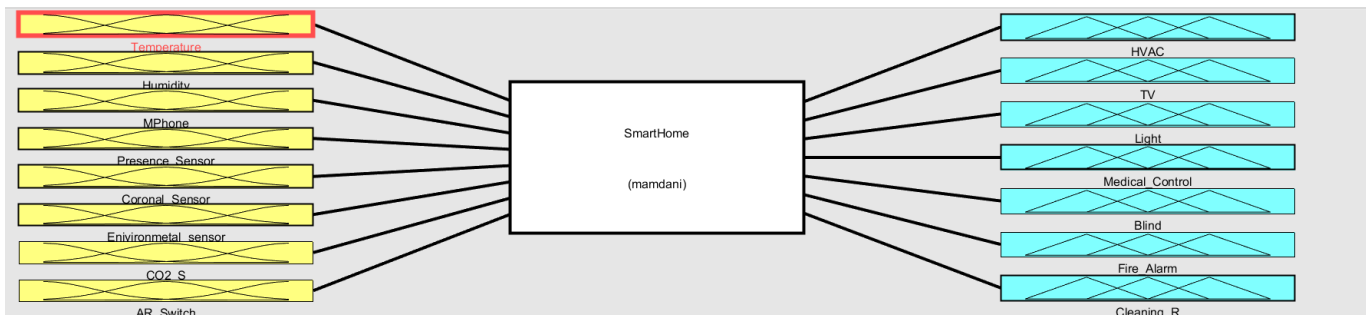 Temperature
Humidity
MPhone
Presence_Sensor
Coronal_Sensor
Enivironmetal_sensor
CO2_S
AR_Switch
SmartHome
(mamdani)
HVAC
TV
Light
Medical_Control
Blind
Fire_Alarm
Cleaning_R